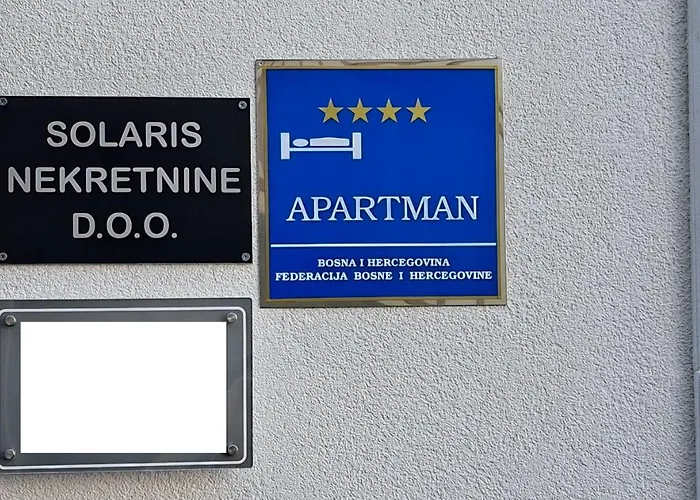 SOLARIS
NEKRETNINE
D.O.O.
APARTMAN
BOSNA I HERCEGOVINA
FEDERACIJA BOSNE I HERCEGOVINE